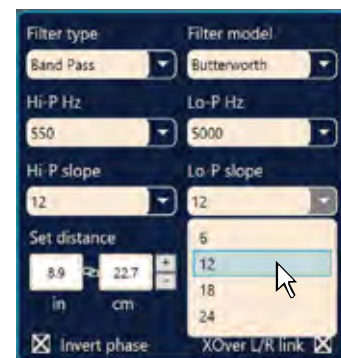 Filter type Filter model
Band Pass Butterworth
Hi-P Hz Lo-P Hz
550 5000
Hi-P slope Lo-P slope
12 12
Set distance 6
8.9 22.7 + - 12
in cm 18
24
Invert phase XOver L/R link